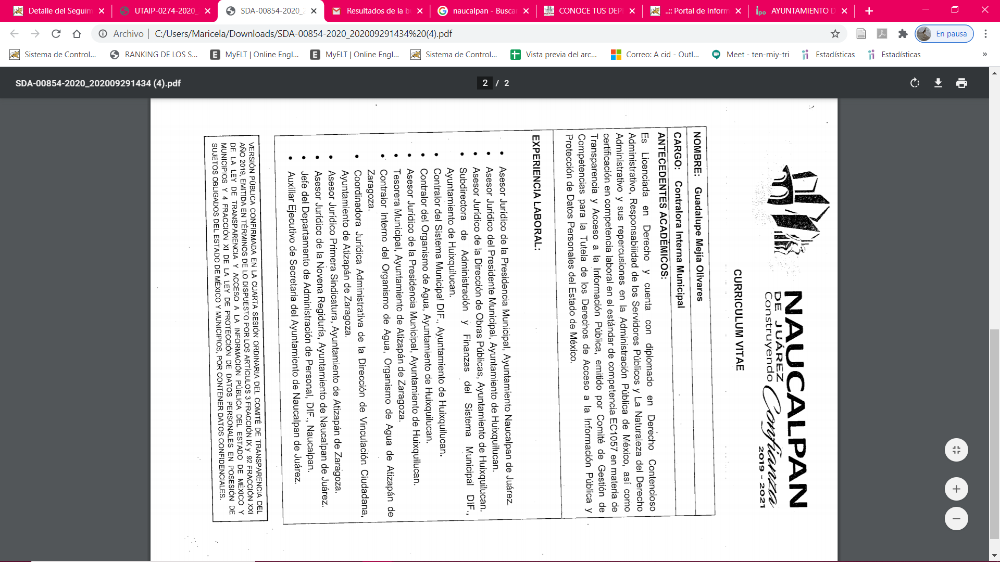 Detalle del Seguim
UTAIP-0274-2020_
SDA-00854-2020_2
Resultados de la b
naucalpan - Busca
CONOCE TUS DEP
..:: Portal de Inform
ipo
AYUNTAMIENTO D
Archivo
C:/Users/Maricela/Downloads/SDA-00854-2020_202009291434%20(4).pdf
En pausa
Sistema de Control...
RANKING DE LOS S...
E
MyELT | Online Engl...
E
MyELT | Online Engl...
Sistema de Control...
Vista previa del arc...
Correo: A cid - Outl...
Meet - ten-rniy-tri
Estadísticas
Estadísticas
»
SDA-00854-2020_202009291434 (4).pdf
2 / 2
NAUCALPAN
DE JUÁREZ
Construyendo Confianza
2019 - 2021
CURRICULUM VITAE
NOMBRE: Guadalupe Mejía Olivares
CARGO: Contralora Interna Municipal
ANTECEDENTES ACADÉMICOS:
Es Licenciada en Derecho y cuenta con diplomado en Derecho Contencioso
Administrativo, Responsabilidad de los Servidores Públicos y La Naturaleza del Derecho
Administrativo y sus repercusiones en la Administración Pública de México, así como
certificación en competencia laboral en el estándar de competencia EC1057 en materia de
Transparencia y Acceso a la Información Pública, emitido por Comité de Gestión de
Competencias para la Tutela de los Derechos de Acceso a la Información Pública y
Protección de Datos Personales del Estado de México.
EXPERIENCIA LABORAL:
• Asesor Jurídico de la Presidencia Municipal, Ayuntamiento Naucalpan de Juárez.
• Asesor Jurídico del Presidente Municipal, Ayuntamiento de Huixquilucan.
• Asesor Jurídico de la Dirección de Obras Públicas, Ayuntamiento de Huixquilucan.
• Subdirectora de Administración y Finanzas del Sistema Municipal DIF.,
Ayuntamiento de Huixquilucan.
• Contralor del Sistema Municipal DIF., Ayuntamiento de Huixquilucan.
• Contralor del Organismo de Agua, Ayuntamiento de Huixquilucan.
• Asesor Jurídico de la Presidencia Municipal, Ayuntamiento de Huixquilucan.
• Tesorera Municipal, Ayuntamiento de Atizapán de Zaragoza.
• Contralor Interno del Organismo de Agua, Organismo de Agua de Atizapán de
Zaragoza.
• Coordinadora Jurídica Administrativa de la Dirección de Vinculación Ciudadana,
Ayuntamiento de Atizapán de Zaragoza.
• Asesor Jurídico Primera Sindicatura, Ayuntamiento de Atizapán de Zaragoza.
• Asesor Jurídico de la Novena Regiduría, Ayuntamiento de Naucalpan de Juárez.
• Jefe del Departamento de Administración de Personal, DIF., Naucalpan.
• Auxiliar Ejecutivo de Secretaria del Ayuntamiento de Naucalpan de Juárez.
VERSIÓN PÚBLICA CONFIRMADA EN LA CUARTA SESIÓN ORDINARIA DEL COMITÉ DE TRANSPARENCIA DEL
AÑO 2019, EMITIDA EN TÉRMINOS DE LO DISPUESTO POR LOS ARTÍCULOS 3 FRACCIÓN IX y 92 FRACCIÓN XXI
DE LA LEY DE TRANSPARENCIA Y ACCESO A LA INFORMACIÓN PÚBLICA DEL ESTADO DE MÉXICO Y
MUNICIPIOS Y 4 FRACCIÓN XI DE LA LEY DE PROTECCIÓN DE DATOS PERSONALES EN POSESIÓN DE
SUJETOS OBLIGADOS DEL ESTADO DE MÉXICO Y MUNICIPIOS, POR CONTENER DATOS CONFIDENCIALES.